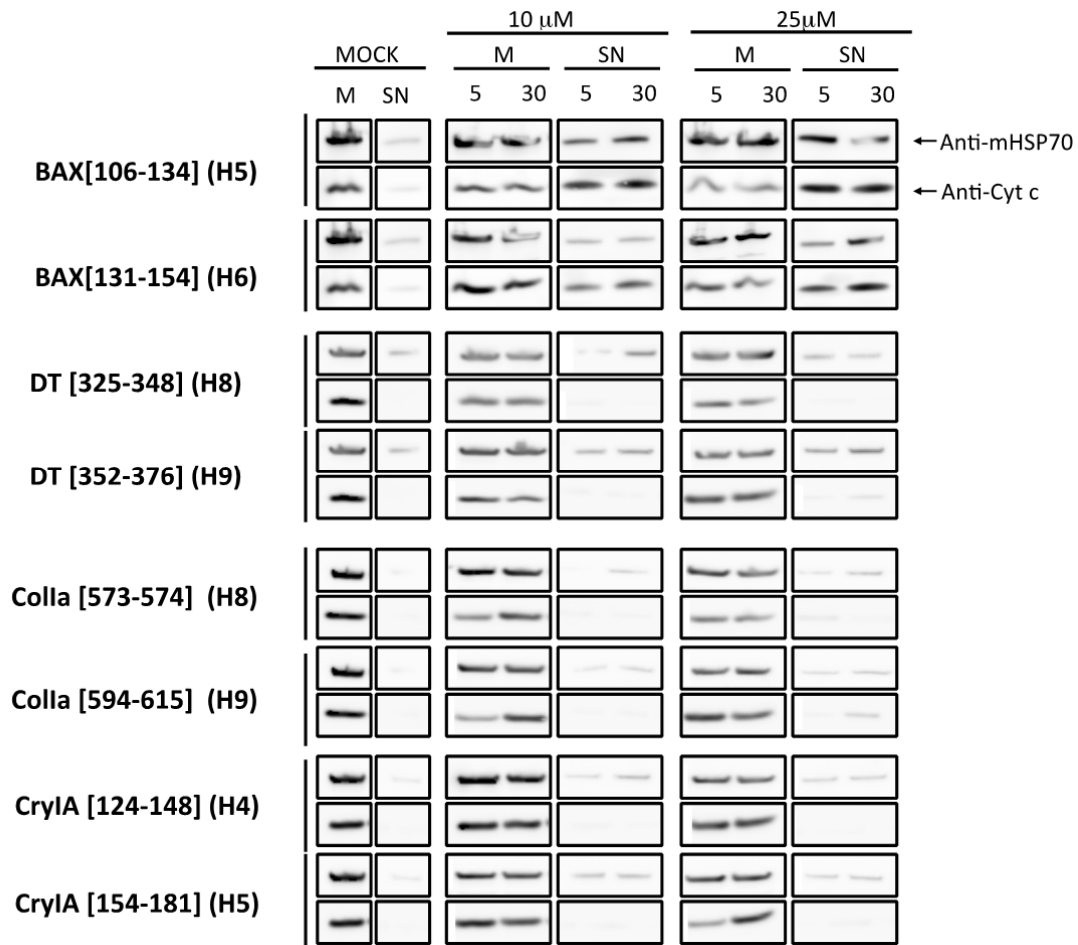 10 μM 25μM
MOCK M SN M SN
M SN 5 30 5 30 5 30 5 30
BAX[106-134] (H5)
←Anti-mHSP70
←Anti-Cyt c
BAX[131-154] (H6)
DT [325-348] (H8)
DT [352-376] (H9)
ColIa [573-574] (H8)
ColIa [594-615] (H9)
CryIA [124-148] (H4)
CryIA [154-181] (H5)